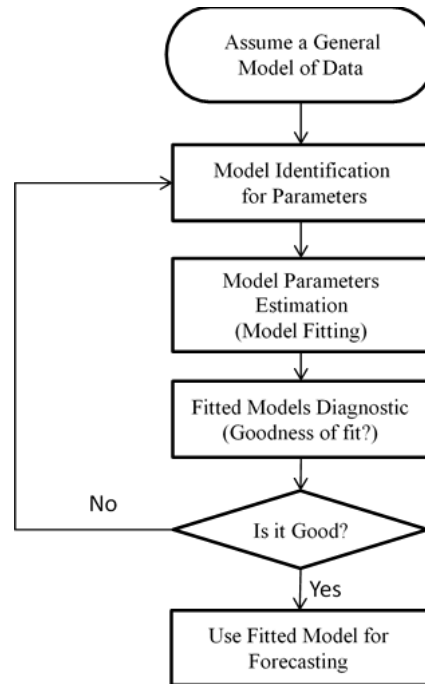 Assume a General
Model of Data
Model Identification
for Parameters
Model Parameters
Estimation
(Model Fitting)
Fitted Models Diagnostic
(Goodness of fit?)
No
Is it Good?
Yes
Use Fitted Model for
Forecasting